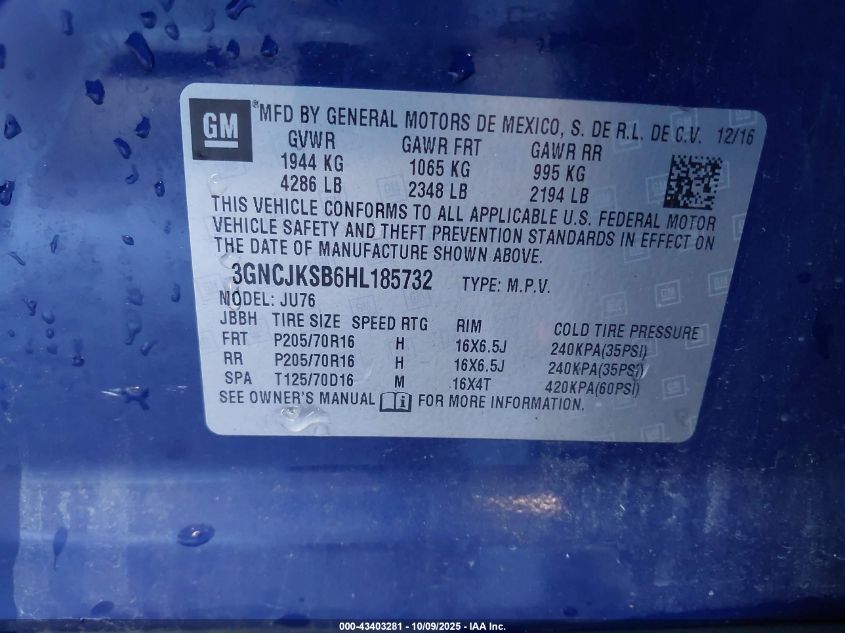 GM ®MFD BY GENERAL MOTORS DE MEXICO, S. DE R.L. DE C.V. 12/16
GVWR GAWR FRT GAWR RR
1944 KG 1065 KG 995 KG
4286 LB 2348 LB 2194 LB
THIS VEHICLE CONFORMS TO ALL APPLICABLE U.S. FEDERAL MOTOR
VEHICLE SAFETY AND THEFT PREVENTION STANDARDS IN EFFECT ON
THE DATE OF MANUFACTURE SHOWN ABOVE.
3GNCJKSB6HL185732 TYPE: M.P.V.
MODEL: JU76
JBBH TIRE SIZE SPEED RTG RIM COLD TIRE PRESSURE
FRT P205/70R16 H 16X6.5J 240KPA(35PSI)
RR P205/70R16 H 16X6.5J 240KPA(35PSI)
SPA T125/70D16 M 16X4T 420KPA(60PSI)
SEE OWNER'S MANUAL FOR MORE INFORMATION.
000-43403281 - 10/09/2025 - IAA Inc.